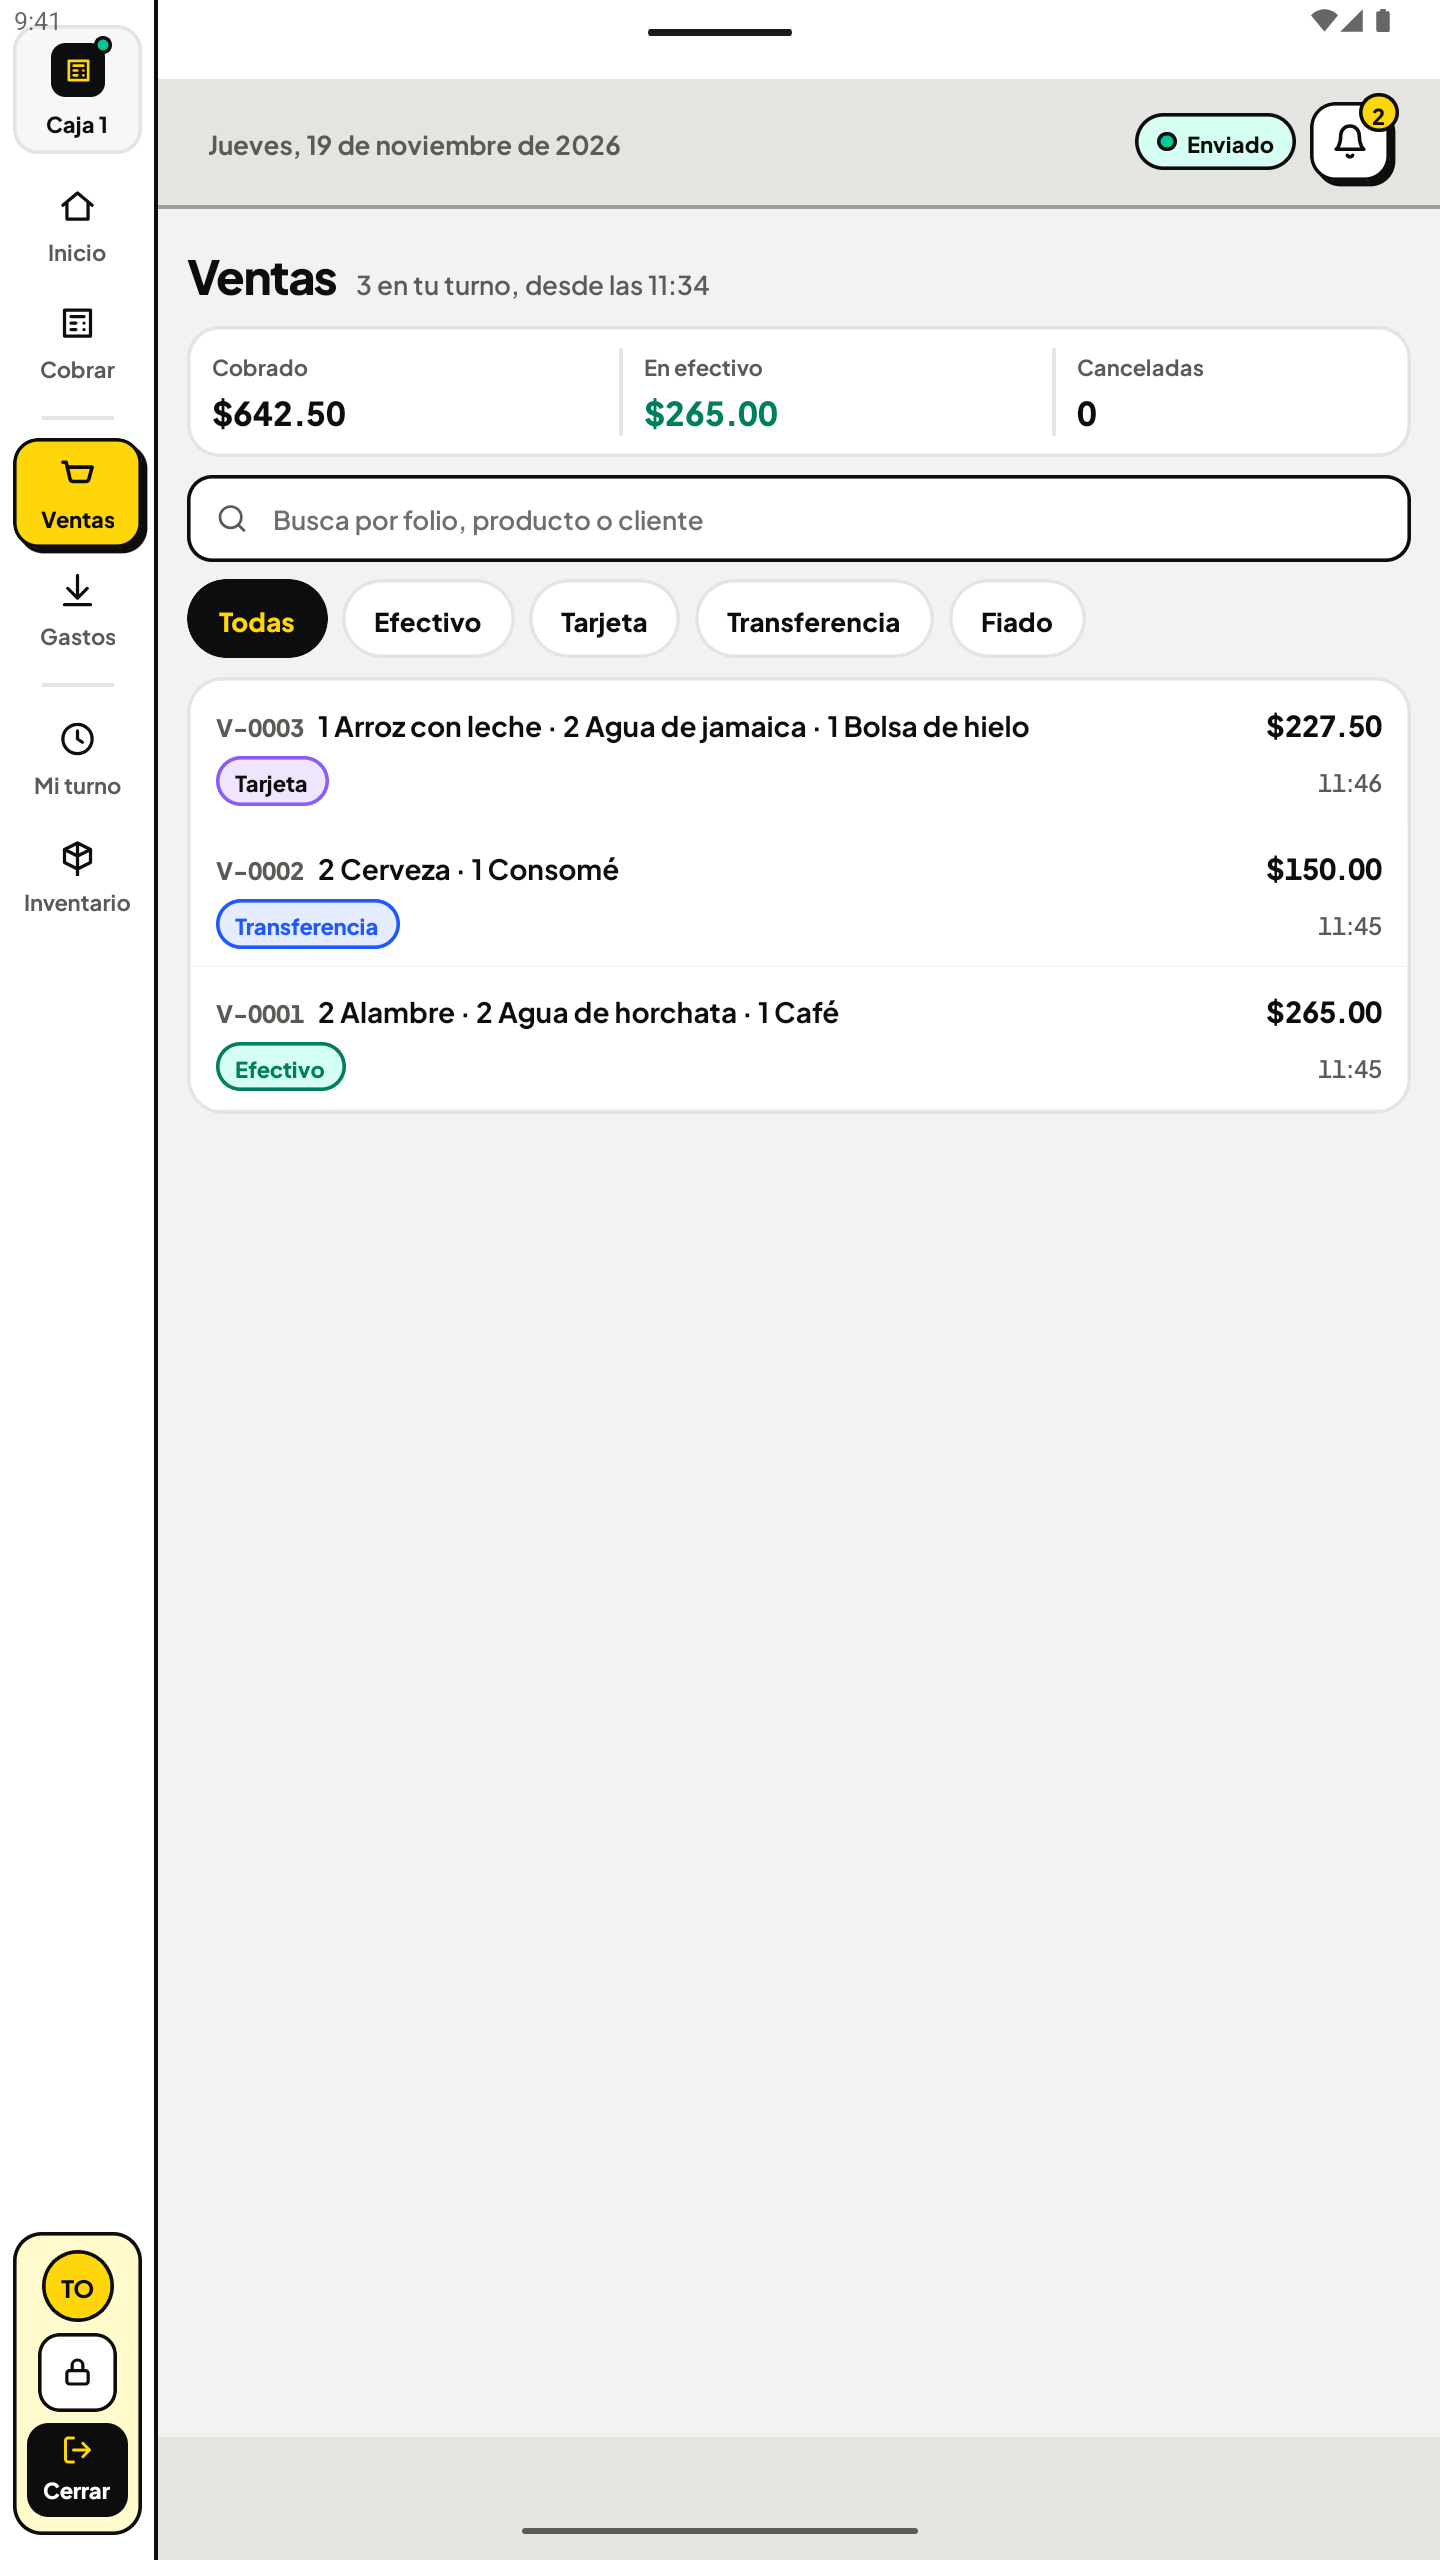 9:41
Caja 1
Inicio
Cobrar
Ventas
Gastos
Mi turno
Inventario
TO
Cerrar
Jueves, 19 de noviembre de 2026
Enviado
2
Ventas 3 en tu turno, desde las 11:34
Cobrado
$642.50
En efectivo
$265.00
Canceladas
0
Busca por folio, producto o cliente
Todas Efectivo Tarjeta Transferencia Fiado
V-0003 1 Arroz con leche · 2 Agua de jamaica · 1 Bolsa de hielo $227.50
Tarjeta 11:46
V-0002 2 Cerveza · 1 Consomé $150.00
Transferencia 11:45
V-0001 2 Alambre · 2 Agua de horchata · 1 Café $265.00
Efectivo 11:45